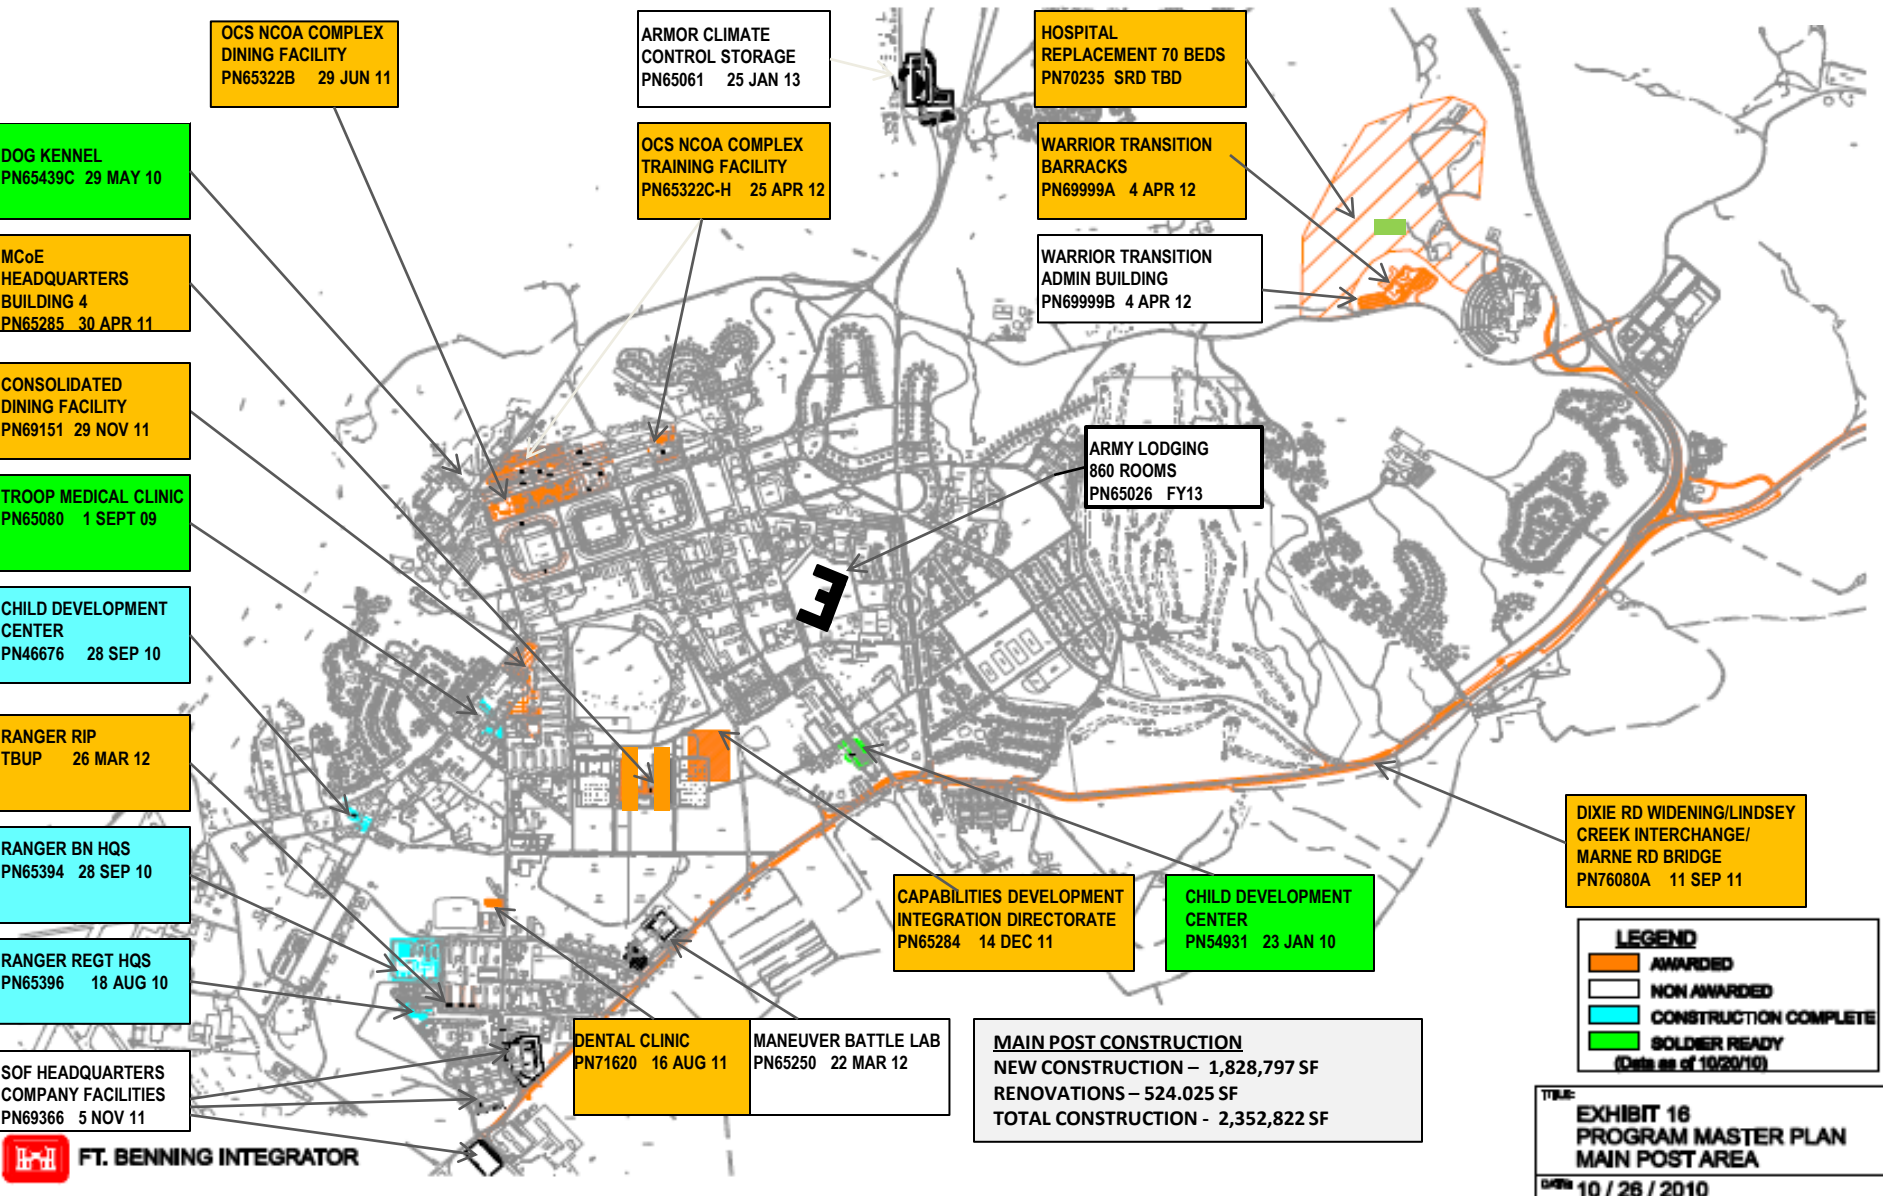 OCS NCOA COMPLEX
DINING FACILITY
PN65322B 29 JUN 11
ARMOR CLIMATE
CONTROL STORAGE
PN65061 25 JAN 13
HOSPITAL
REPLACEMENT 70 BEDS
PN70235 SRD TBD
DOG KENNEL
PN65439C 29 MAY 10
OCS NCOA COMPLEX
TRAINING FACILITY
PN65322C-H 25 APR 12
WARRIOR TRANSITION
BARRACKS
PN69999A 4 APR 12
MCoE
HEADQUARTERS
BUILDING 4
PN65285 30 APR 11
WARRIOR TRANSITION
ADMIN BUILDING
PN69999B 4 APR 12
CONSOLIDATED
DINING FACILITY
PN69151 29 NOV 11
ARMY LODGING
860 ROOMS
PN65026 FY13
TROOP MEDICAL CLINIC
PN65080 1 SEPT 09
CHILD DEVELOPMENT
CENTER
PN46676 28 SEP 10
RANGER RIP
TBUP 26 MAR 12
RANGER BN HQS
PN65394 28 SEP 10
RANGER REGT HQS
PN65396 18 AUG 10
SOF HEADQUARTERS
COMPANY FACILITIES
PN69366 5 NOV 11
DIXIE RD WIDENING/LINDSEY
CREEK INTERCHANGE/
MARNE RD BRIDGE
PN76080A 11 SEP 11
CAPABILITIES DEVELOPMENT
INTEGRATION DIRECTORATE
PN65284 14 DEC 11
CHILD DEVELOPMENT
CENTER
PN54931 23 JAN 10
DENTAL CLINIC
PN71620 16 AUG 11
MANEUVER BATTLE LAB
PN65250 22 MAR 12
MAIN POST CONSTRUCTION
NEW CONSTRUCTION – 1,828,797 SF
RENOVATIONS – 524.025 SF
TOTAL CONSTRUCTION - 2,352,822 SF
LEGEND
AWARDED
NON AWARDED
CONSTRUCTION COMPLETE
SOLDIER READY
(Data as of 10/20/10)
TITLE:
EXHIBIT 16
PROGRAM MASTER PLAN
MAIN POST AREA
DATE 10 / 26 / 2010
FT. BENNING INTEGRATOR